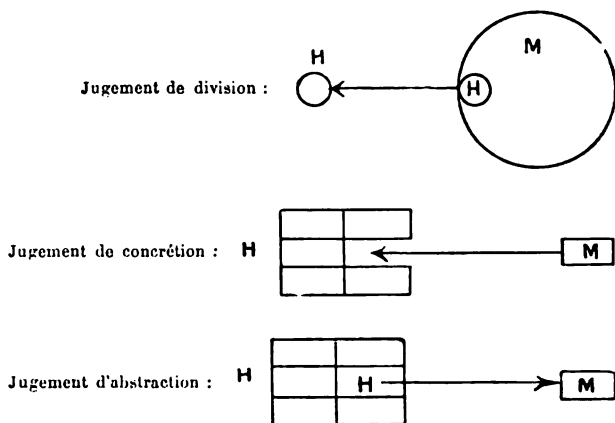 H M
Jugement de division : H
Jugement de concrétion : H M
Jugement d'abstraction : H H M